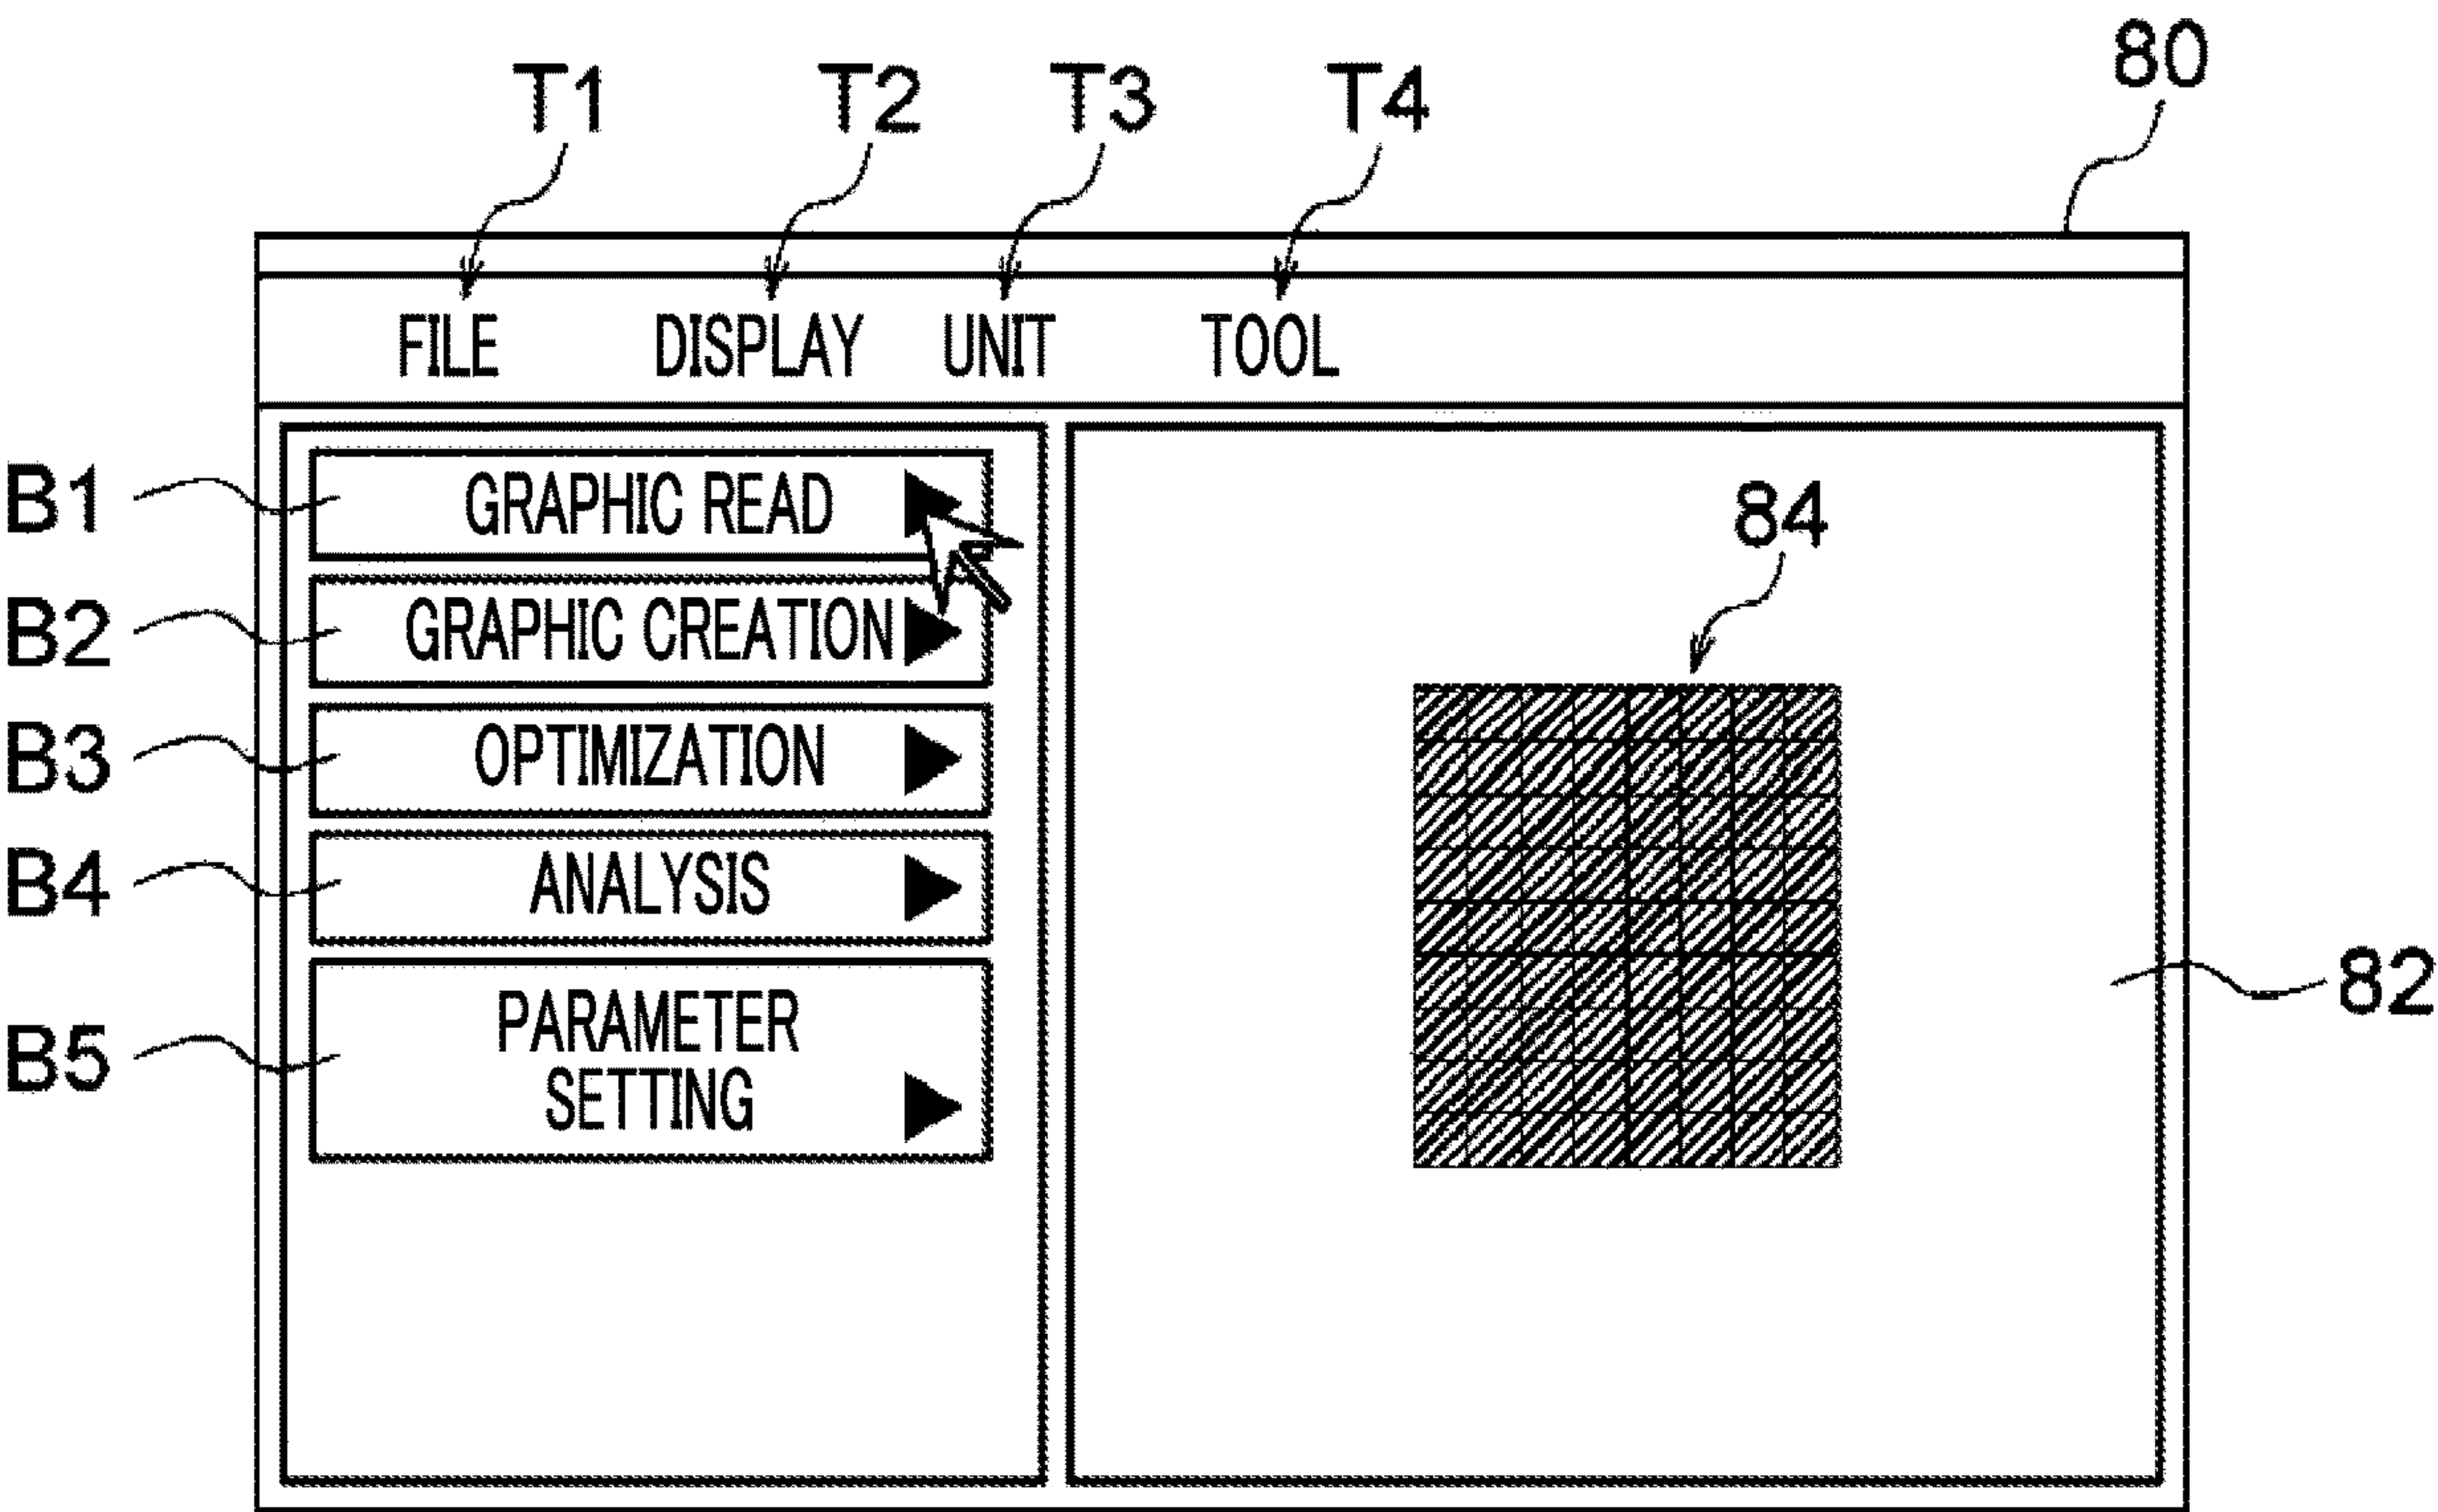 80
T1 T2 T3 T4
FILE DISPLAY UNIT TOOL
B1 GRAPHIC READ
84
B2 GRAPHIC CREATION
B3 OPTIMIZATION
B4 ANALYSIS
82
B5 PARAMETER
SETTING